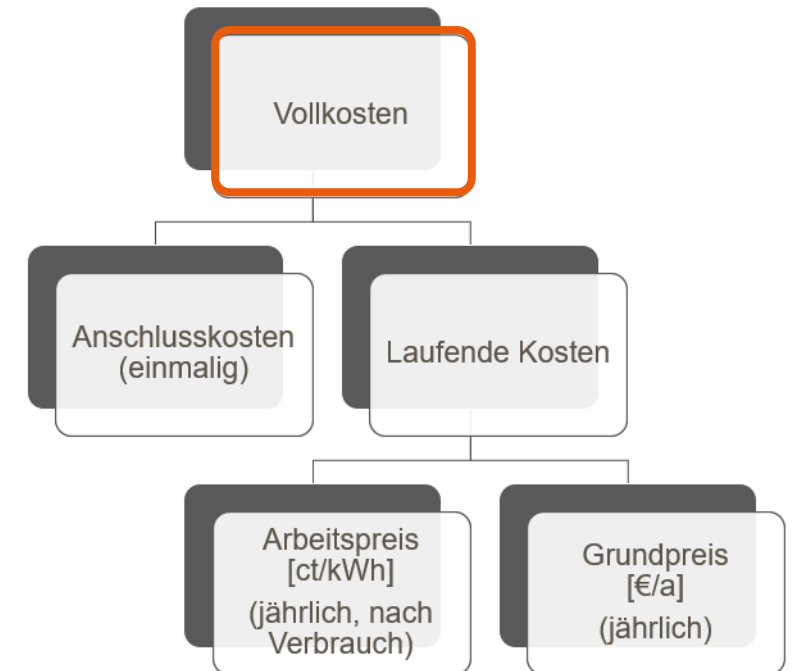 Vollkosten
Anschlusskosten
(einmalig)
Laufende Kosten
Arbeitspreis
[ct/kWh]
(jährlich, nach
Verbrauch)
Grundpreis
[€/a]
(jährlich)